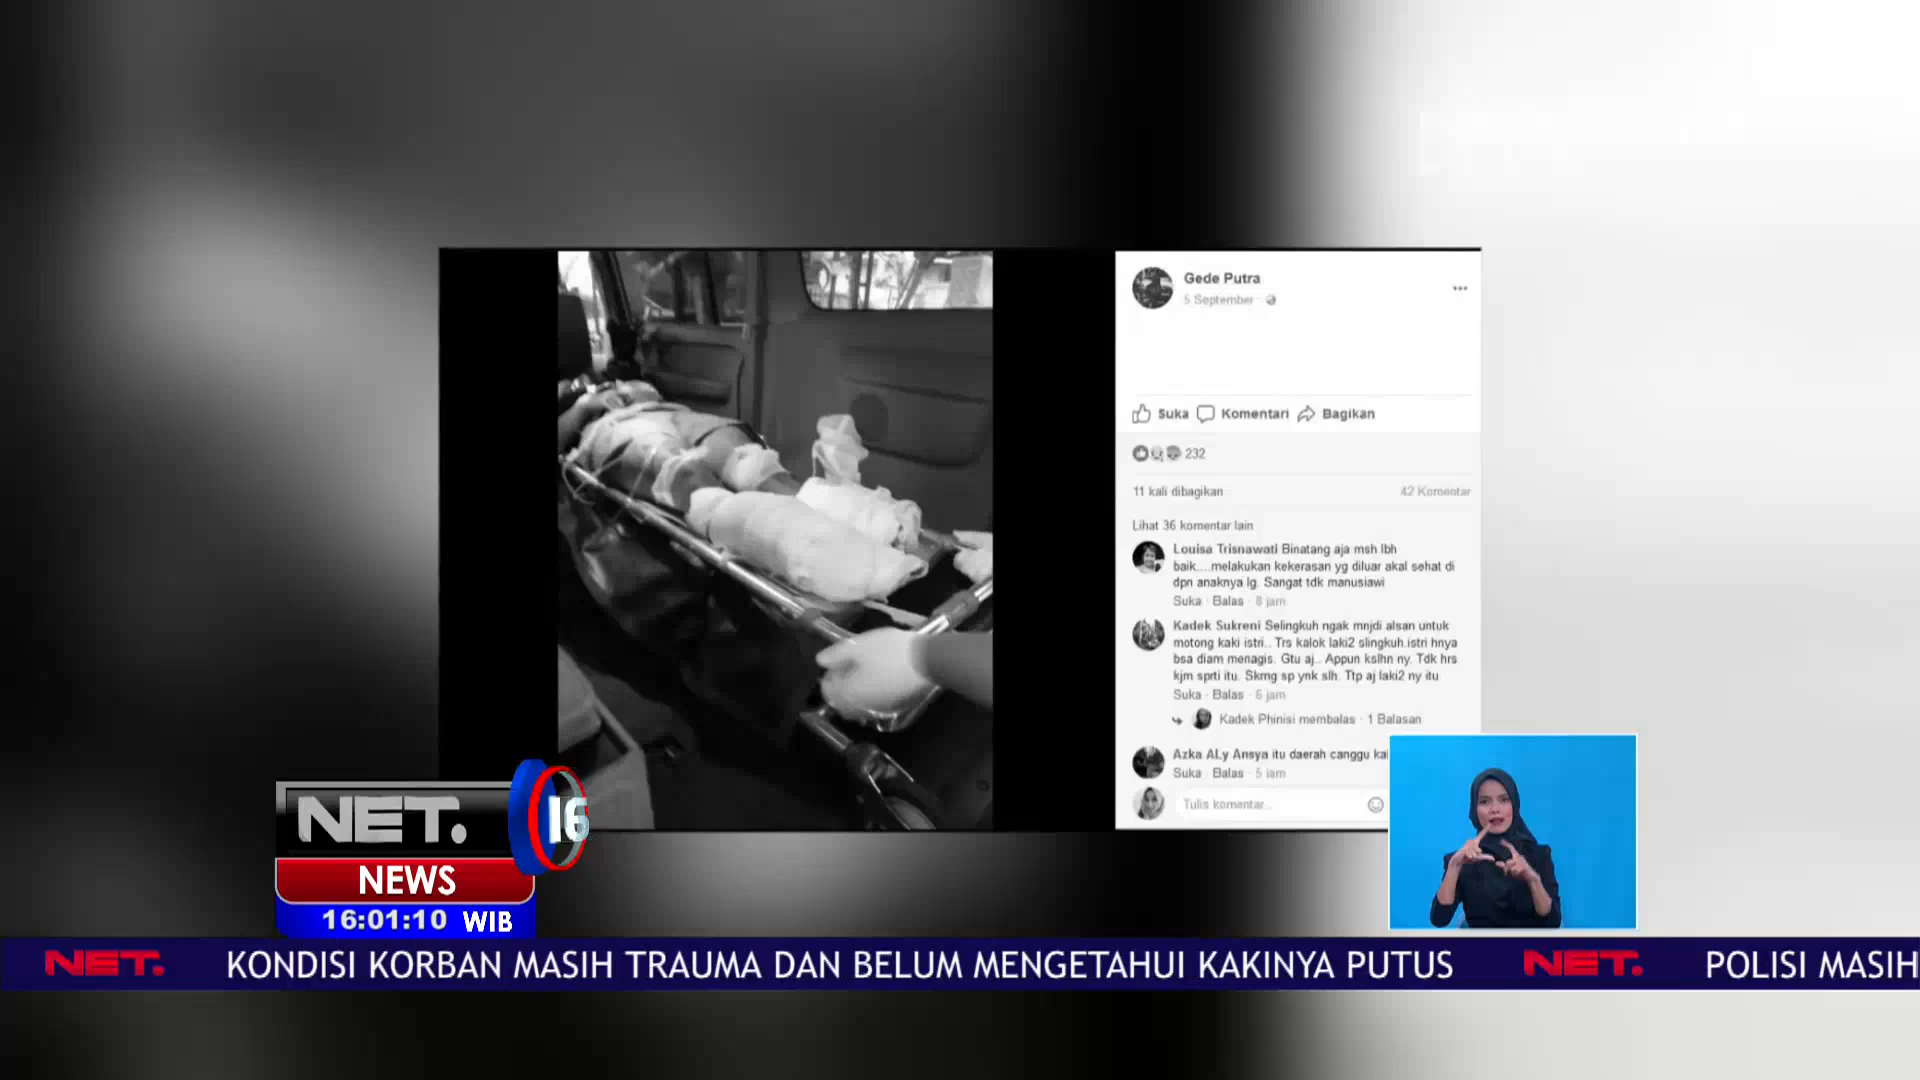 Gede Putra
5 September
Suka Komentari Bagikan
232
11 kali dibagikan 42 Komentar
Lihat 36 komentar lain
Louisa Trisnawati Binatang aja msh lbh
baik....melakukan kekerasan yg diluar akal sehat di
dpn anaknya lg. Sangat tdk manusiawi
Suka · Balas · 8 jam
Kadek Sukreni Selingkuh ngak mnjdi alsan untuk
motong kaki istri.. Trs kalok laki2 slingkuh.istri hnya
bsa diam menagis. Gtu aj.. Appun kslhn ny. Tdk hrs
kjm sprti itu. Skrng sp ynk slh. Ttp aj laki2 ny itu
Suka · Balas · 6 jam
Kadek Phinisi membalas · 1 Balasan
Azka ALy Ansya itu daerah canggu
Suka · Balas · 5 jam
Tulis komentar...
NET. 16
NEWS
16:01:10 WIB
NET. KONDISI KORBAN MASIH TRAUMA DAN BELUM MENGETAHUI KAKINYA PUTUS NET. POLISI MASIH